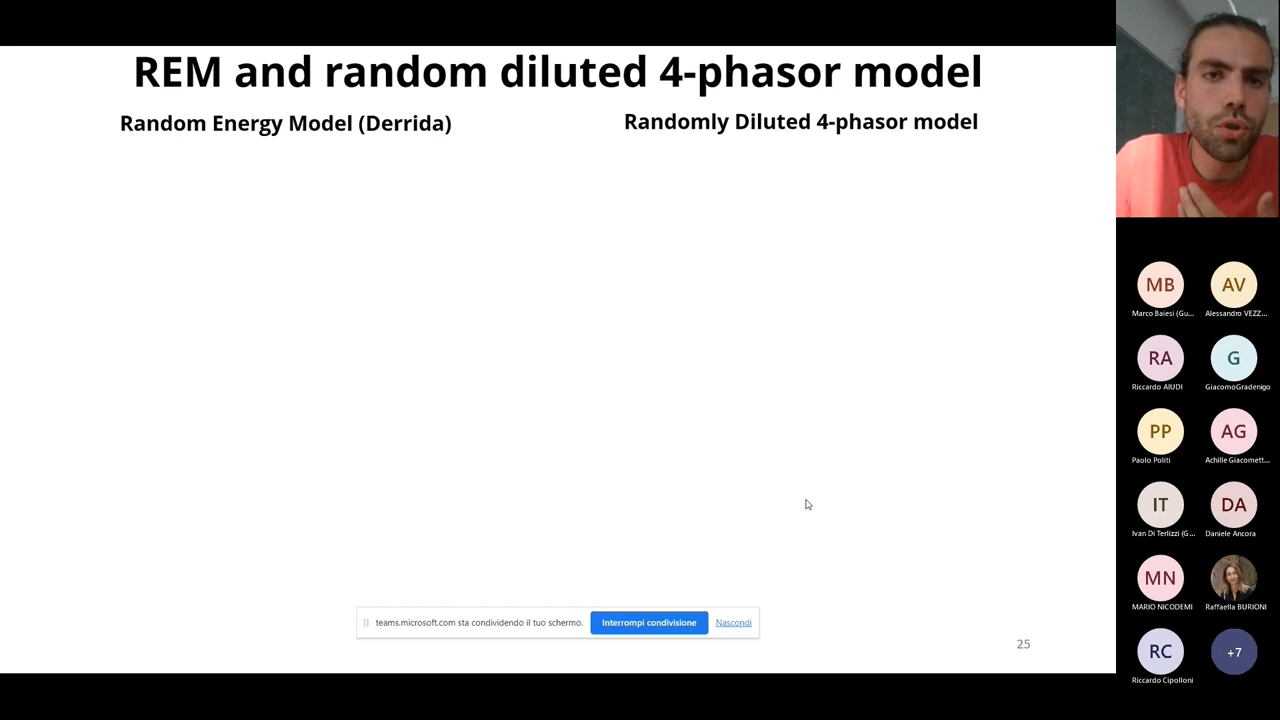 REM and random diluted 4-phasor model
Random Energy Model (Derrida)
Randomly Diluted 4-phasor model
MB
AV
Marco Baiesi (Gu...
Alessandro VEZZ...
RA
G
Riccardo AIUDI
GiacomoGradenigo
PP
AG
Paolo Politi
Achille Giacomett...
IT
DA
Ivan Di Terlizzi (G...
Daniele Ancora
MN
MARIO NICODEMI
Raffaella BURIONI
teams.microsoft.com sta condividendo il tuo schermo.
Interrompi condivisione
Nascondi
25
RC
+7
Riccardo Cipolloni